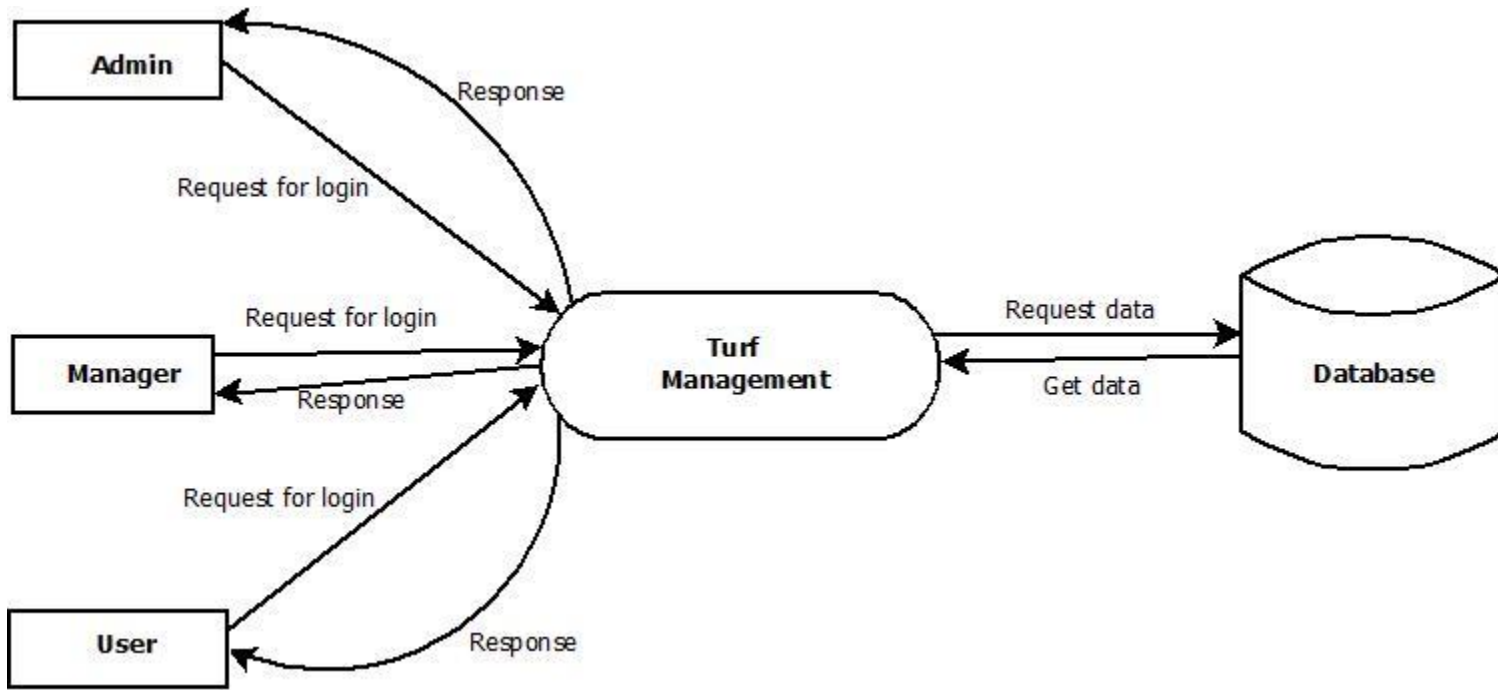 Admin
Response
Request for login
Request for login
Manager
Response
Turf
Management
Request data
Get data
Database
Request for login
User
Response